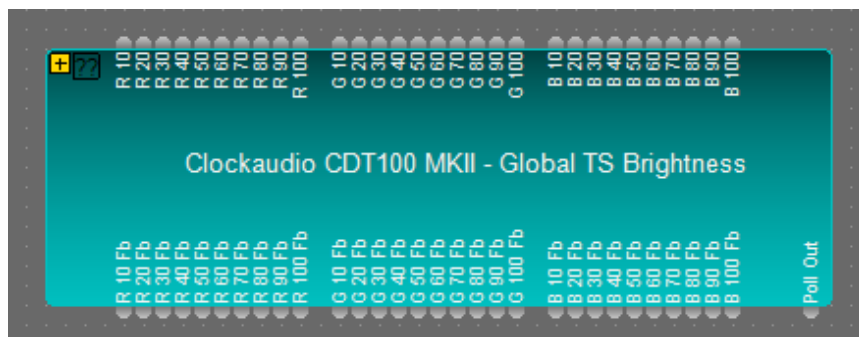 + ??
R 10
R 20
R 30
R 40
R 50
R 60
R 70
R 80
R 90
R 100
G 10
G 20
G 30
G 40
G 50
G 60
G 70
G 80
G 90
G 100
B 10
B 20
B 30
B 40
B 50
B 60
B 70
B 80
B 90
B 100
Clockaudio CDT100 MKII - Global TS Brightness
R 10 Fb
R 20 Fb
R 30 Fb
R 40 Fb
R 50 Fb
R 60 Fb
R 70 Fb
R 80 Fb
R 90 Fb
R 100 Fb
G 10 Fb
G 20 Fb
G 30 Fb
G 40 Fb
G 50 Fb
G 60 Fb
G 70 Fb
G 80 Fb
G 90 Fb
G 100 Fb
B 10 Fb
B 20 Fb
B 30 Fb
B 40 Fb
B 50 Fb
B 60 Fb
B 70 Fb
B 80 Fb
B 90 Fb
B 100 Fb
Poll Out